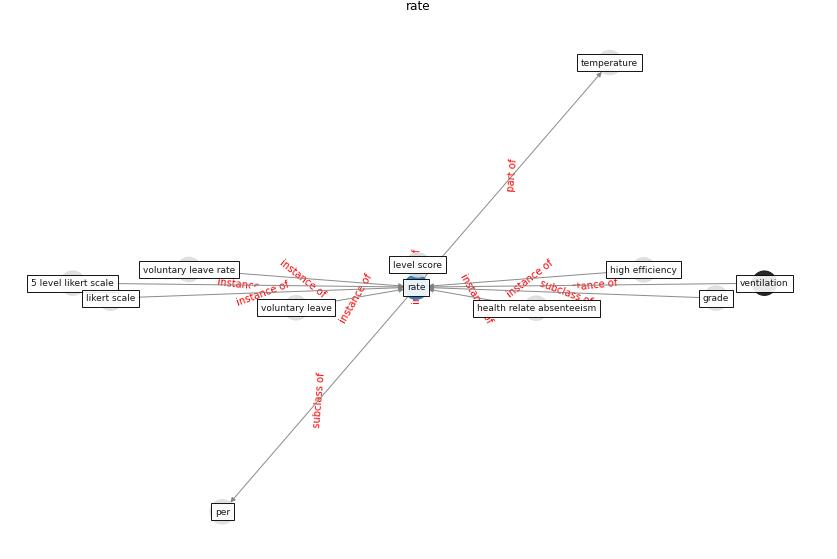 rate
temperature
part of
level score
voluntary leave rate
instance of
instance of
high efficiency
5 level likert scale
instance of
rate
subclass of
ventilation
likert scale
instance of
grade
voluntary leave
instance of
instance of
health relate absenteeism
subclass of
per